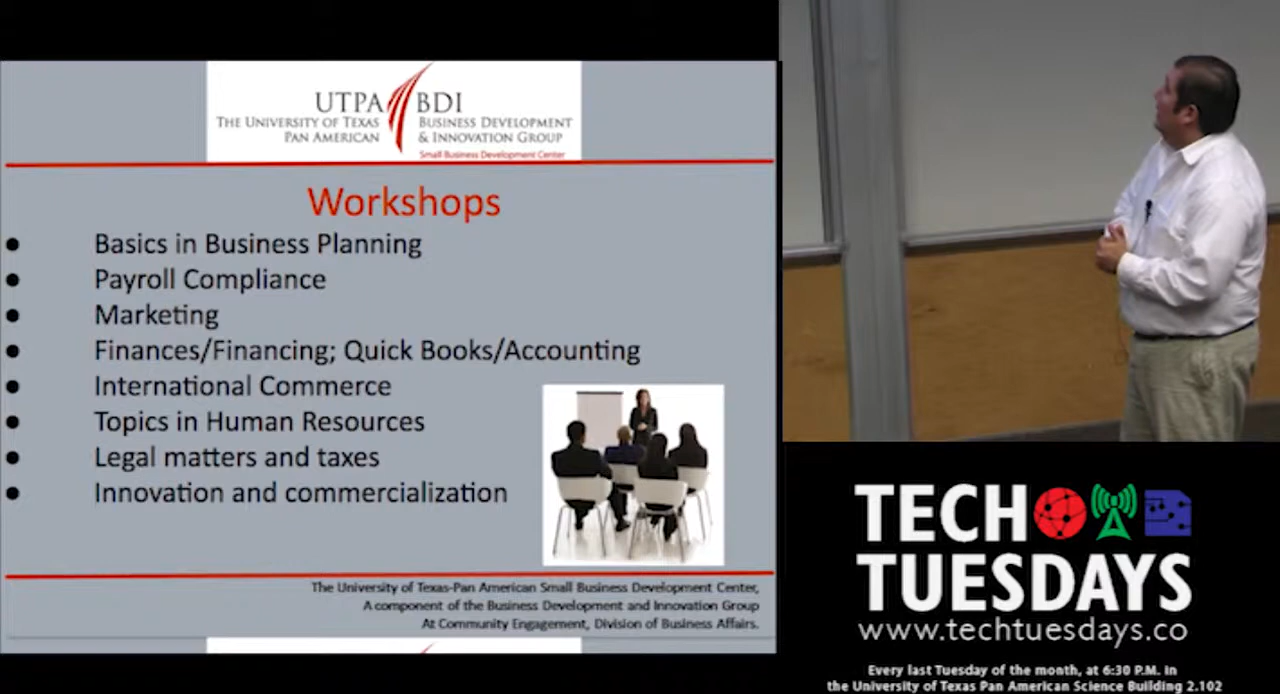 UTPA BDI
THE UNIVERSITY OF TEXAS BUSINESS DEVELOPMENT
PAN AMERICAN & INNOVATION GROUP
Small Business Development Center
Workshops
● Basics in Business Planning
● Payroll Compliance
● Marketing
● Finances/Financing; Quick Books/Accounting
● International Commerce
● Topics in Human Resources
● Legal matters and taxes
● Innovation and commercialization
The University of Texas-Pan American Small Business Development Center,
A component of the Business Development and Innovation Group
At Community Engagement, Division of Business Affairs.
TECH
TUESDAYS
www.techtuesdays.co
Every last Tuesday of the month, at 6:30 P.M. in
the University of Texas Pan American Science Building 2.102